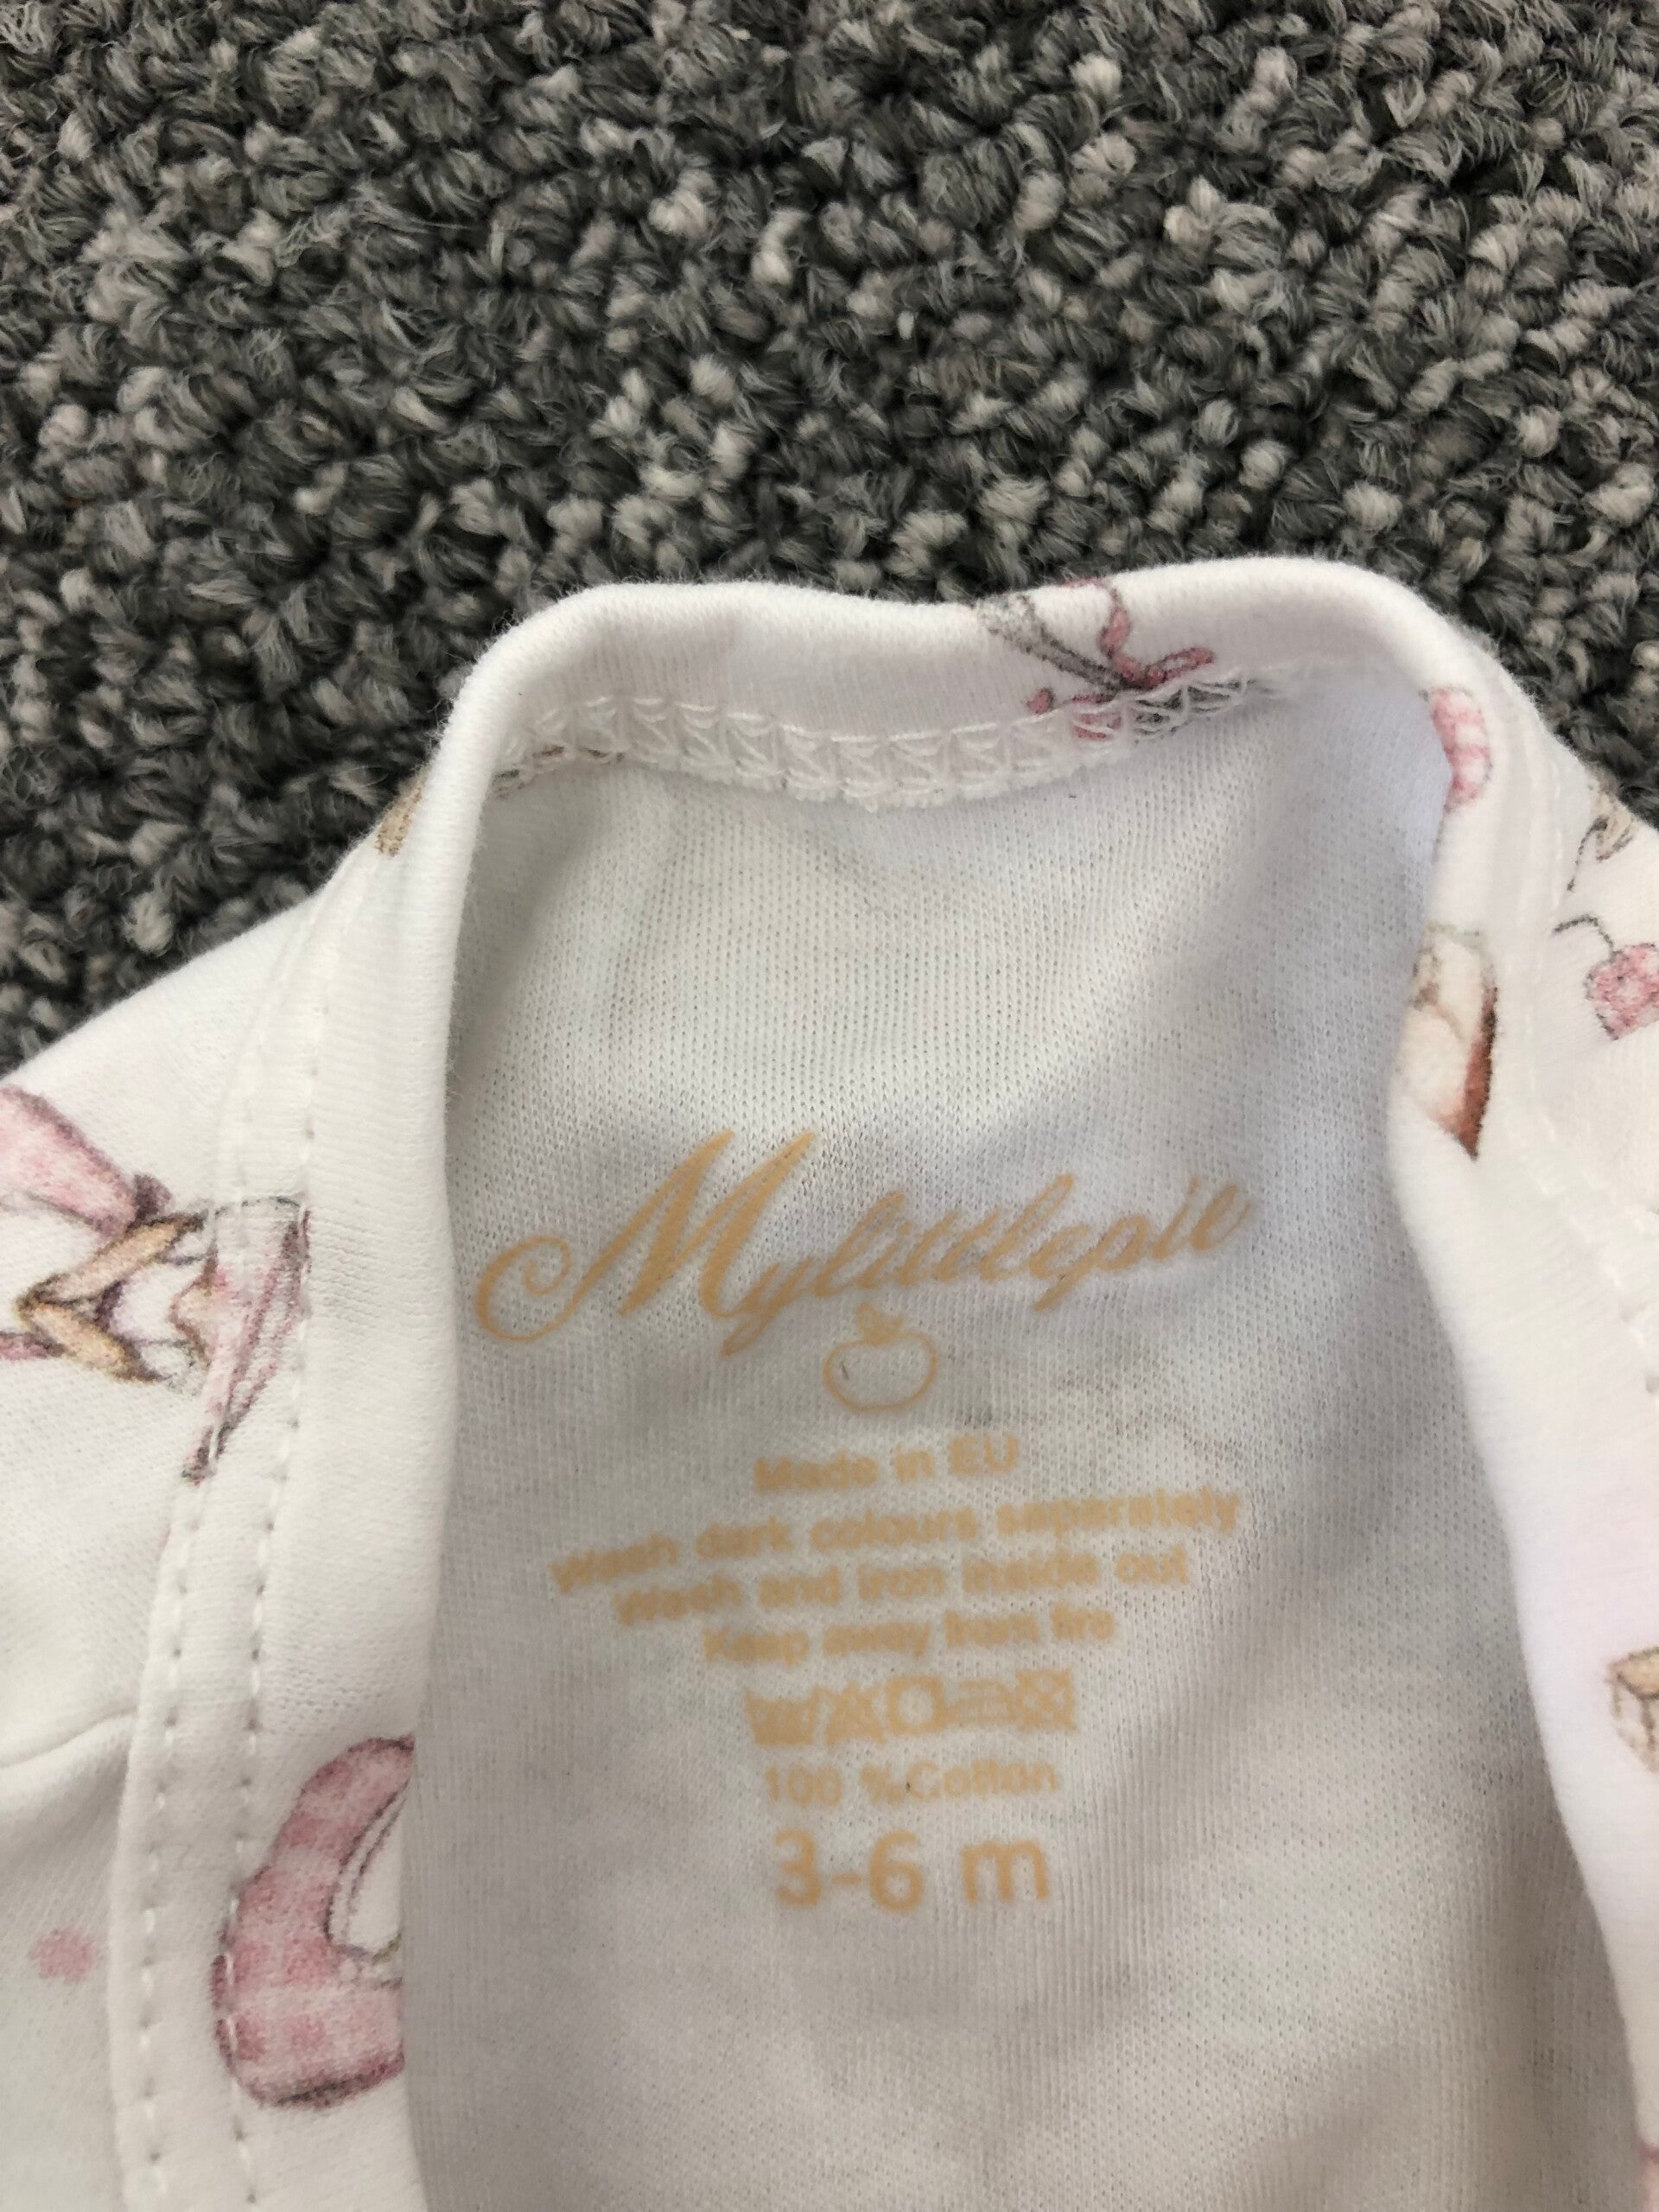 Mylittlepie
Made in EU
Wash dark colours separately
Wash and iron inside out
Keep away from fire
100 %Cotton
3-6 m